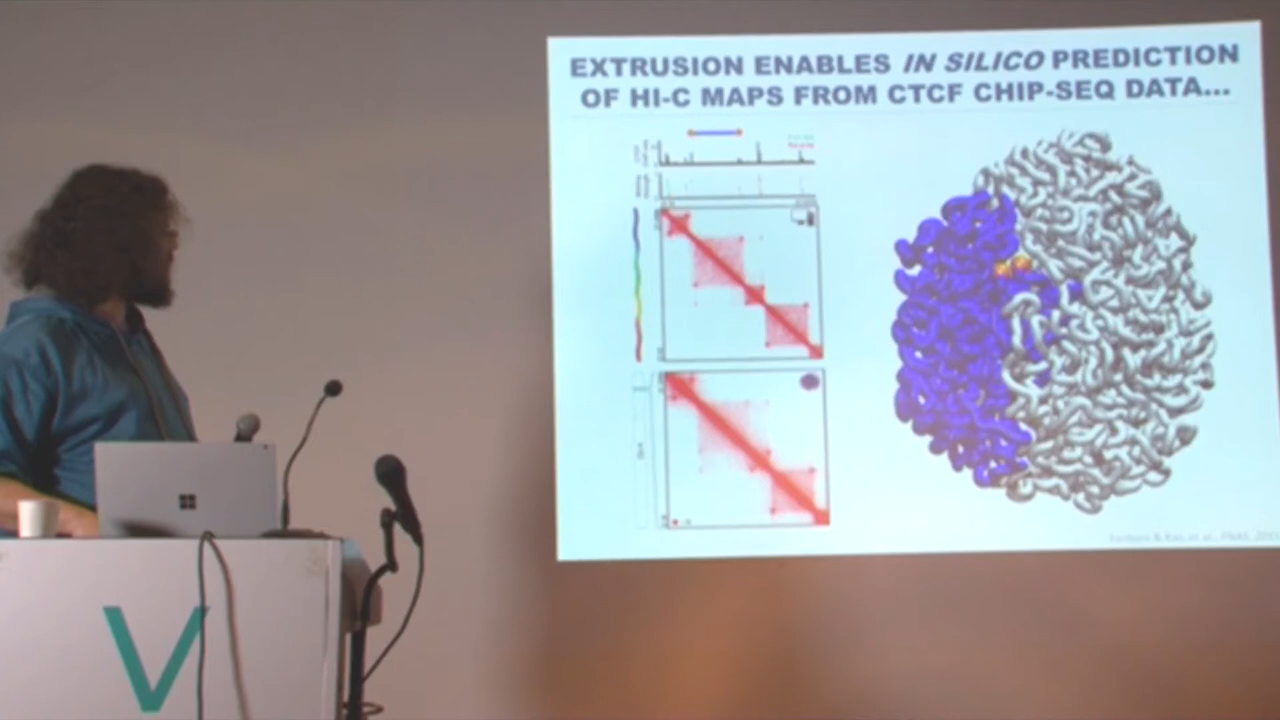 EXTRUSION ENABLES IN SILICO PREDICTION
OF HI-C MAPS FROM CTCF CHIP-SEQ DATA...
V